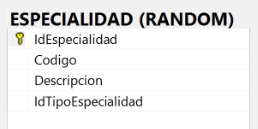 ESPECIALIDAD (RANDOM)
IdEspecialidad
Codigo
Descripcion
IdTipoEspecialidad